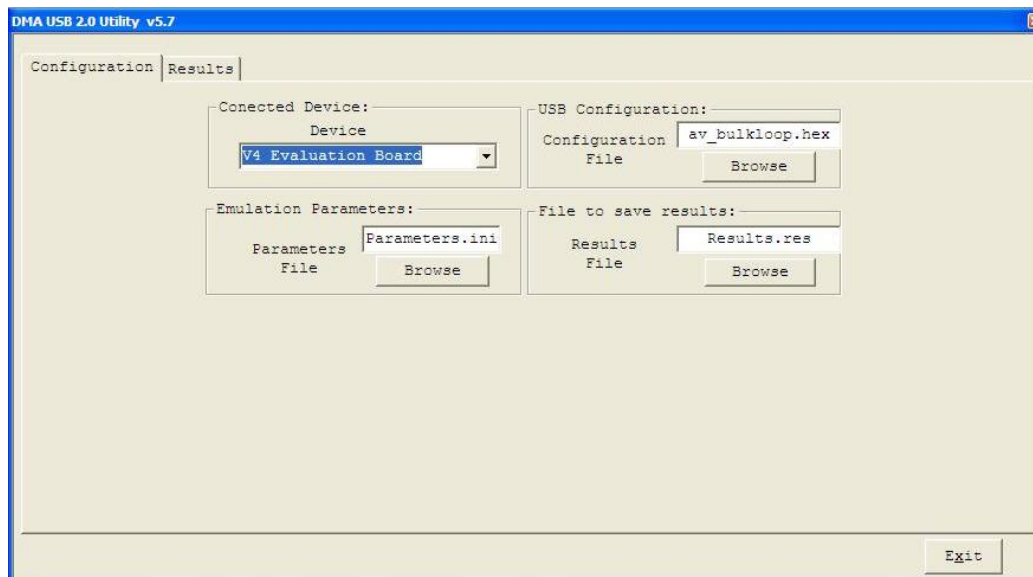 DMA USB 2.0 Utility v5.7
Configuration
Results
Conected Device:
Device
V4 Evaluation Board
USB Configuration:
Configuration
File
av_bulkloop.hex
Browse
Emulation Parameters:
Parameters
File
Parameters.ini
Browse
File to save results:
Results
File
Results.res
Browse
Exit